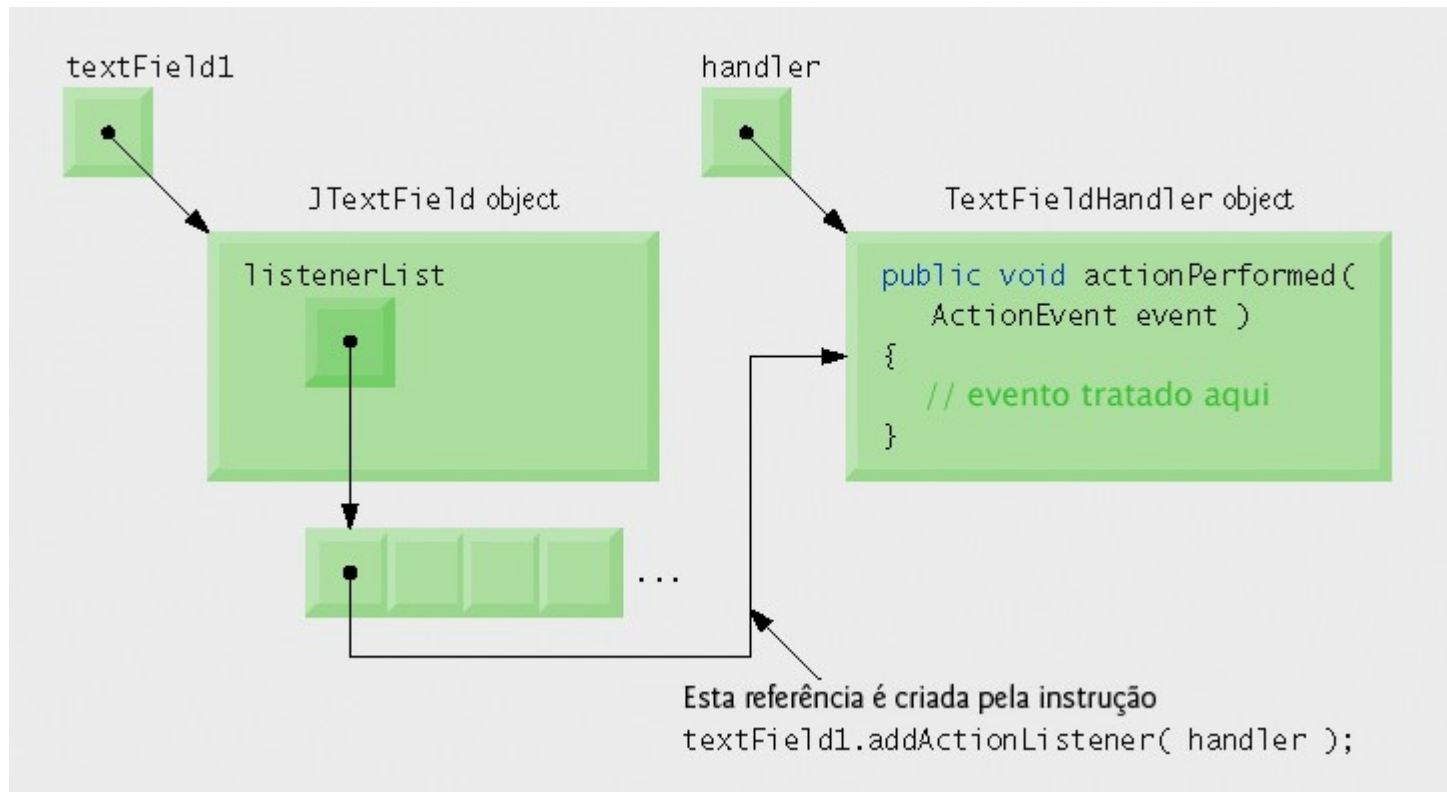 textField1
handler
JTextField object
TextFieldHandler object
listenerList
public void actionPerformed(
ActionEvent event )
{
// evento tratado aqui
}
...
Esta referência é criada pela instrução
textField1.addActionListener( handler );